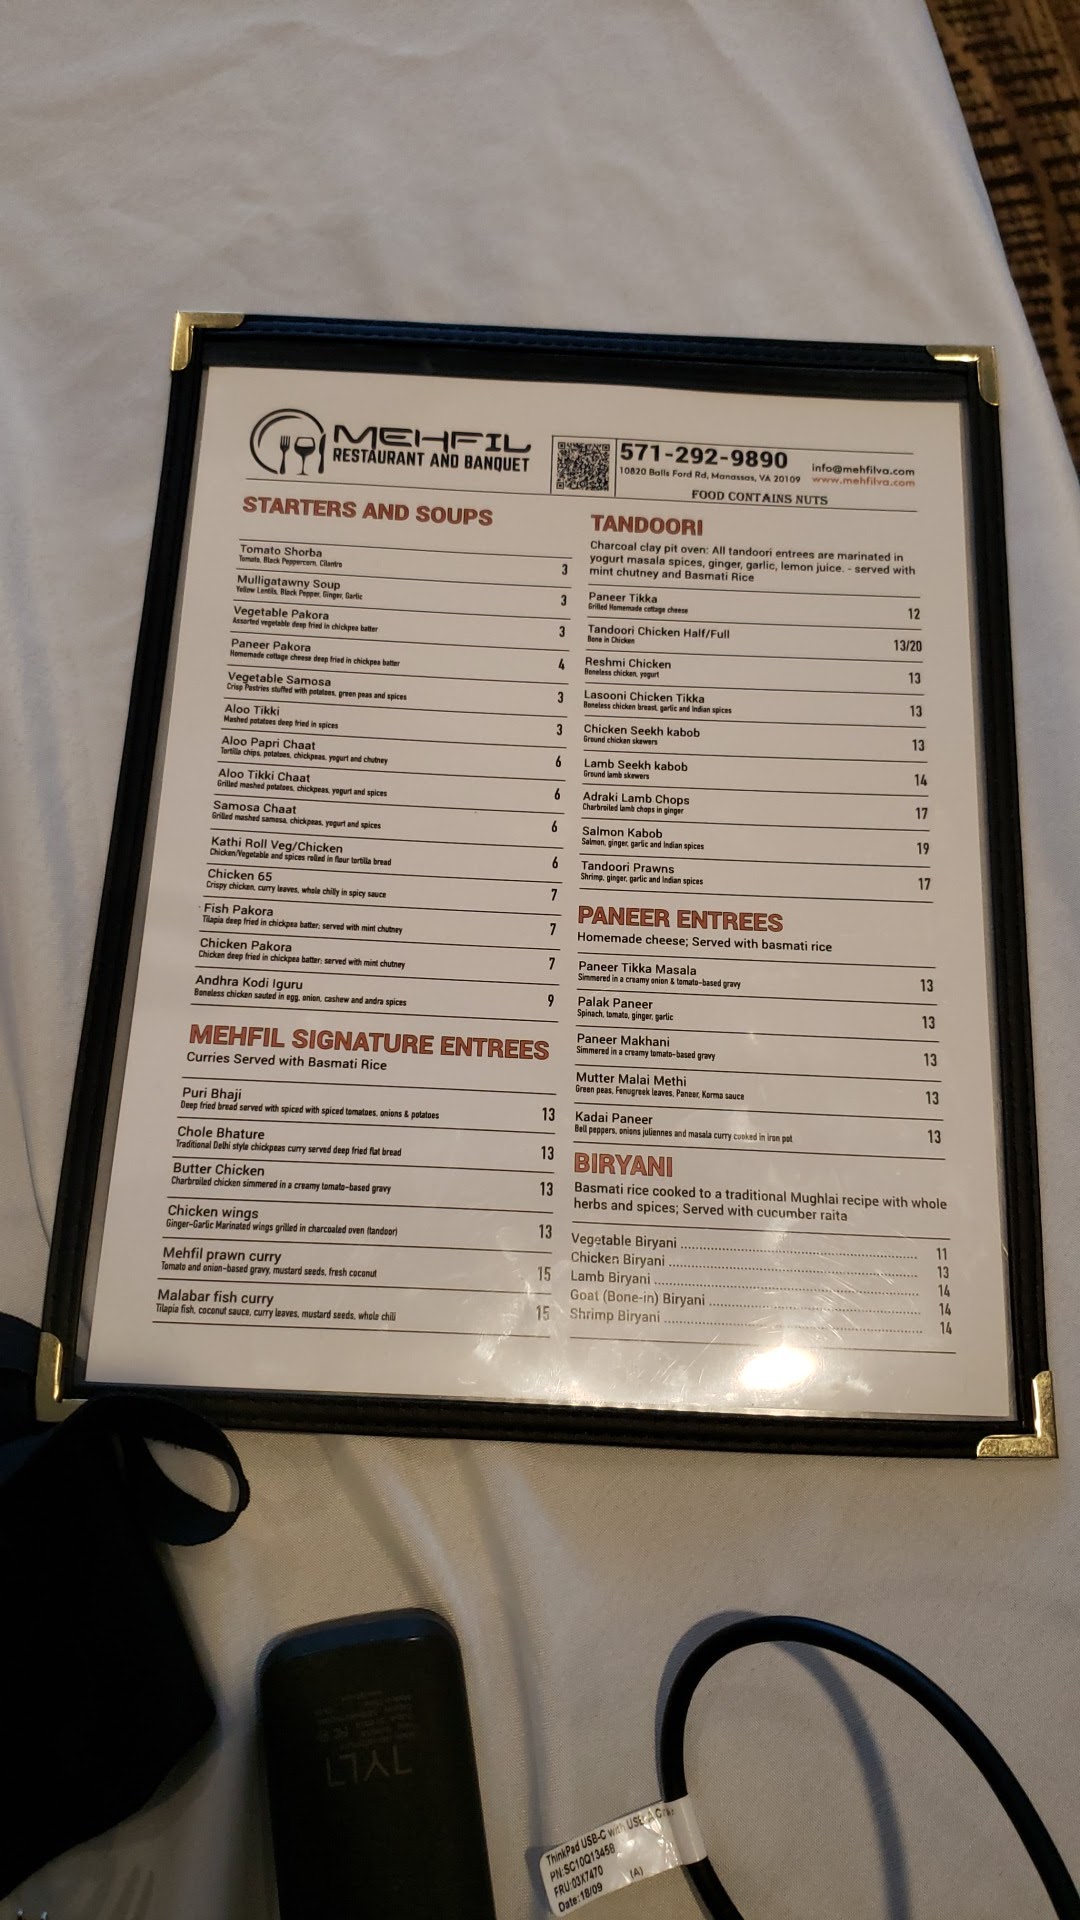 MEHFIL
RESTAURANT AND BANQUET
571-292-9890
10820 Balls Ford Rd, Manassas, VA 20109
info@mehfilva.com
www.mehfilva.com
FOOD CONTAINS NUTS
STARTERS AND SOUPS
Tomato Shorba
Tomato, Black Peppercorn, Cilantro
3
Mulligatawny Soup
Yellow Lentils, Black Pepper, Ginger, Garlic
3
Vegetable Pakora
Assorted vegetable deep fried in chickpea batter
3
Paneer Pakora
Homemade cottage cheese deep fried in chickpea batter
4
Vegetable Samosa
Crisp Pastries stuffed with potatoes, green peas and spices
3
Aloo Tikki
Mashed potatoes deep fried in spices
3
Aloo Papri Chaat
Tortilla chips, potatoes, chickpeas, yogurt and chutney
6
Aloo Tikki Chaat
Grilled mashed potatoes, chickpeas, yogurt and spices
6
Samosa Chaat
Grilled mashed samosa, chickpeas, yogurt and spices
6
Kathi Roll Veg/Chicken
Chicken/Vegetable and spices rolled in flour tortilla bread
6
Chicken 65
Crispy chicken, curry leaves, whole chilly in spicy sauce
7
Fish Pakora
Tilapia deep fried in chickpea batter; served with mint chutney
7
Chicken Pakora
Chicken deep fried in chickpea batter; served with mint chutney
7
Andhra Kodi Iguru
Boneless chicken sauted in egg, onion, cashew and andra spices
9
MEHFIL SIGNATURE ENTREES
Curries Served with Basmati Rice
Puri Bhaji
Deep fried bread served with spiced with spiced tomatoes, onions & potatoes
13
Chole Bhature
Traditional Delhi style chickpeas curry served deep fried flat bread
13
Butter Chicken
Charbroiled chicken simmered in a creamy tomato-based gravy
13
Chicken wings
Ginger-Garlic Marinated wings grilled in charcoaled oven (tandoor)
13
Mehfil prawn curry
Tomato and onion-based gravy, mustard seeds, fresh coconut
15
Malabar fish curry
Tilapia fish, coconut sauce, curry leaves, mustard seeds, whole chili
15
TANDOORI
Charcoal clay pit oven: All tandoori entrees are marinated in
yogurt masala spices, ginger, garlic, lemon juice. - served with
mint chutney and Basmati Rice
Paneer Tikka
Grilled Homemade cottage cheese
12
Tandoori Chicken Half/Full
Bone in Chicken
13/20
Reshmi Chicken
Boneless chicken, yogurt
13
Lasooni Chicken Tikka
Boneless chicken breast, garlic and Indian spices
13
Chicken Seekh kabob
Ground chicken skewers
13
Lamb Seekh kabob
Ground lamb skewers
14
Adraki Lamb Chops
Charbroiled lamb chops in ginger
17
Salmon Kabob
Salmon, ginger, garlic and Indian spices
19
Tandoori Prawns
Shrimp, ginger, garlic and Indian spices
17
PANEER ENTREES
Homemade cheese; Served with basmati rice
Paneer Tikka Masala
Simmered in a creamy onion & tomato-based gravy
13
Palak Paneer
Spinach, tomato, ginger, garlic
13
Paneer Makhani
Simmered in a creamy tomato-based gravy
13
Mutter Malai Methi
Green peas, Fenugreek leaves, Paneer, Korma sauce
13
Kadai Paneer
Bell peppers, onions juliennes and masala curry cooked in iron pot
13
BIRYANI
Basmati rice cooked to a traditional Mughlai recipe with whole
herbs and spices; Served with cucumber raita
Vegetable Biryani 11
Chicken Biryani 13
Lamb Biryani 14
Goat (Bone-in) Biryani 14
Shrimp Biryani 14
TYLT
ThinkPad USB-C with USB-A
PN:SC10Q13458
FRU:03X7470 (A)
Date:18/09